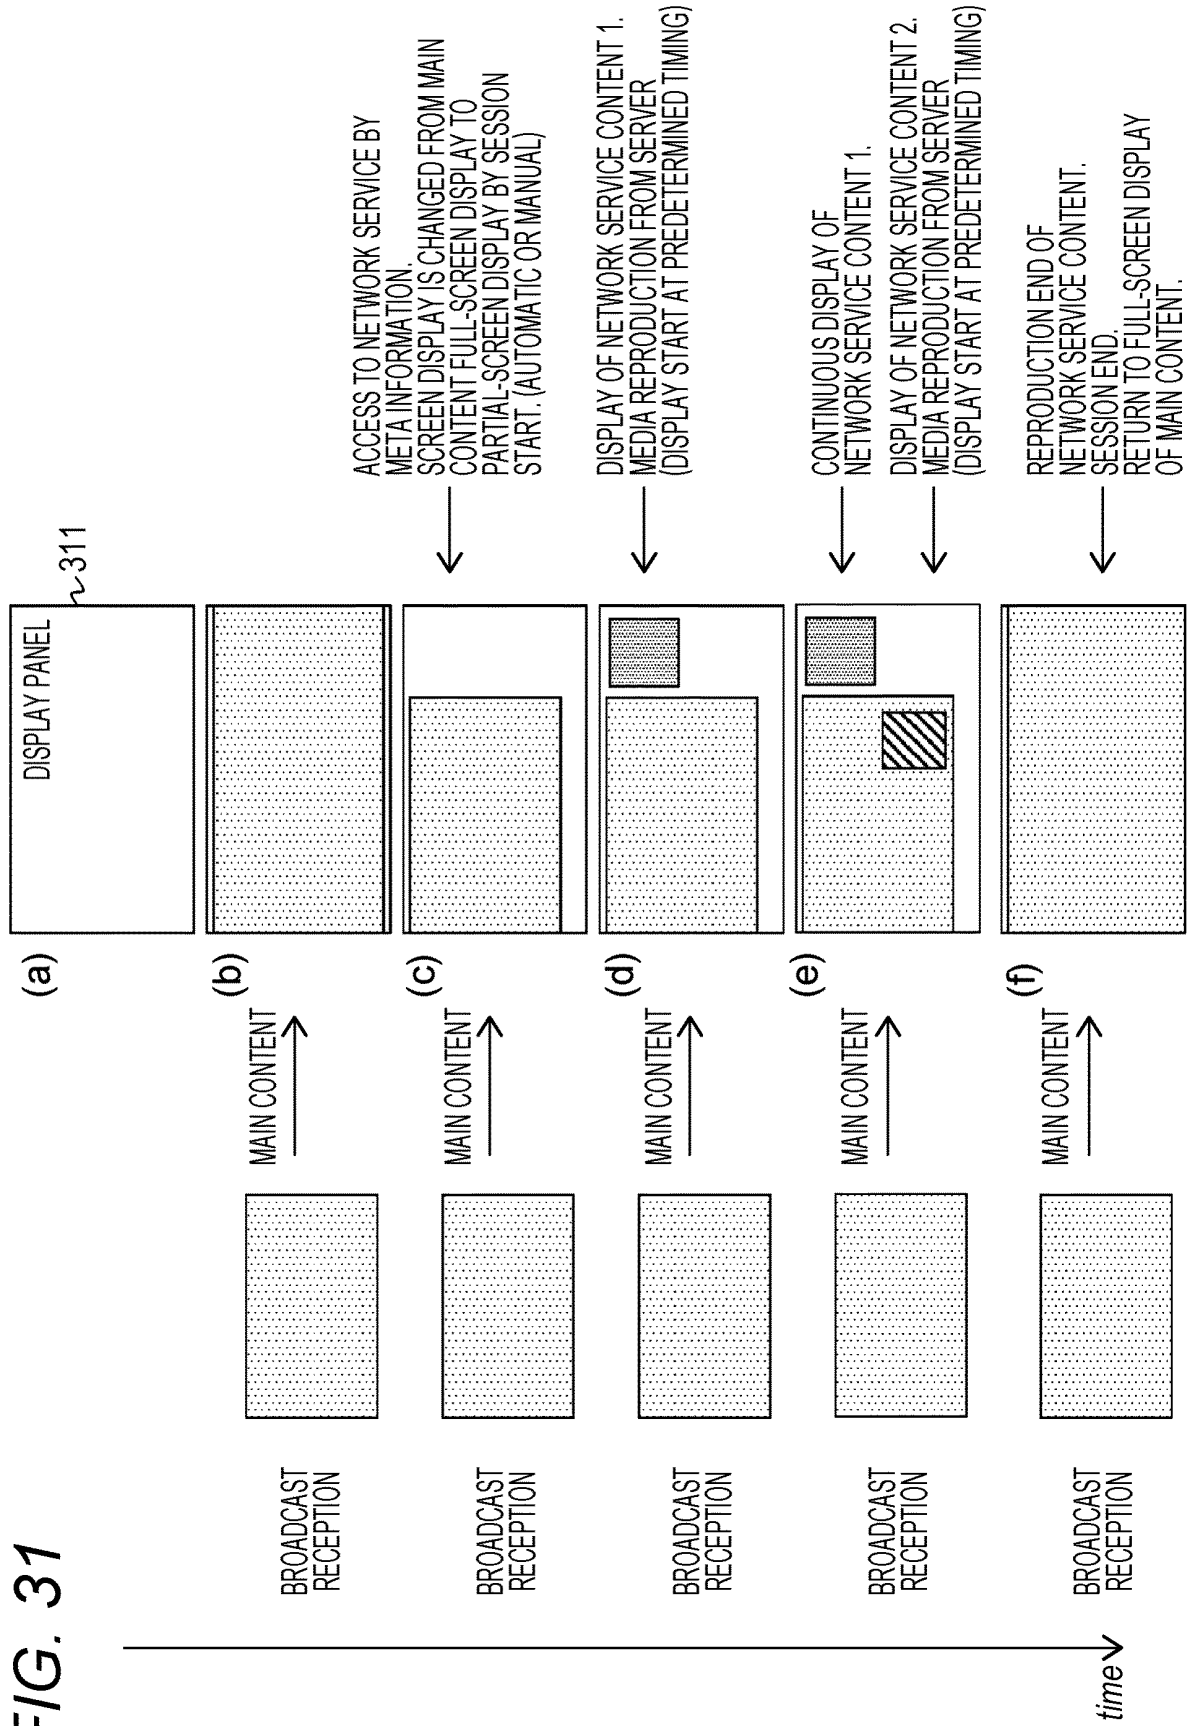 FIG. 31
(a)
DISPLAY PANEL
311
BROADCAST
RECEPTION
MAIN CONTENT
(b)
BROADCAST
RECEPTION
MAIN CONTENT
(c)
ACCESS TO NETWORK SERVICE BY
META INFORMATION.
SCREEN DISPLAY IS CHANGED FROM MAIN
CONTENT FULL-SCREEN DISPLAY TO
PARTIAL-SCREEN DISPLAY BY SESSION
START. (AUTOMATIC OR MANUAL)
BROADCAST
RECEPTION
MAIN CONTENT
(d)
DISPLAY OF NETWORK SERVICE CONTENT 1.
MEDIA REPRODUCTION FROM SERVER
(DISPLAY START AT PREDETERMINED TIMING)
BROADCAST
RECEPTION
MAIN CONTENT
(e)
CONTINUOUS DISPLAY OF
NETWORK SERVICE CONTENT 1.
DISPLAY OF NETWORK SERVICE CONTENT 2.
MEDIA REPRODUCTION FROM SERVER
(DISPLAY START AT PREDETERMINED TIMING)
BROADCAST
RECEPTION
MAIN CONTENT
(f)
REPRODUCTION END OF
NETWORK SERVICE CONTENT.
SESSION END.
RETURN TO FULL-SCREEN DISPLAY
OF MAIN CONTENT.
time